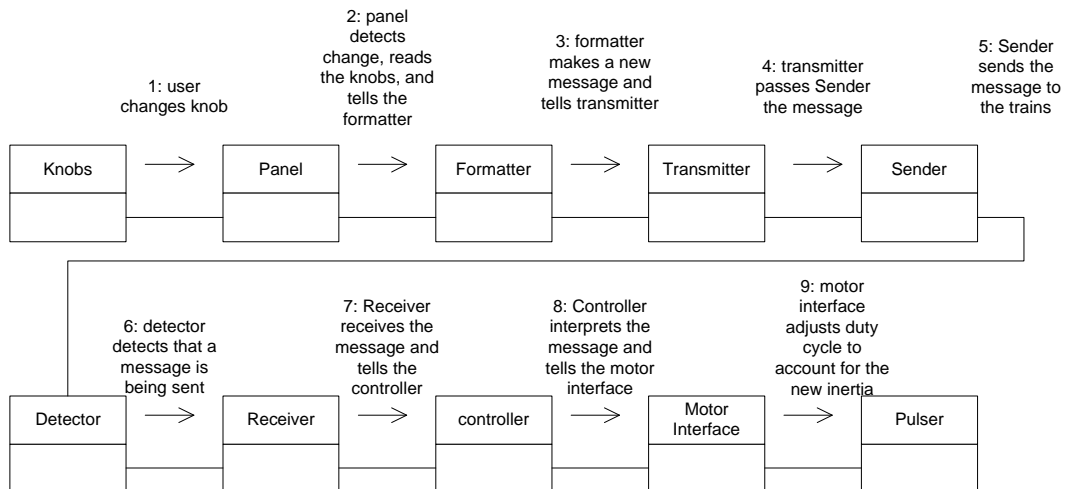 1: user
changes knob
2: panel
detects
change, reads
the knobs, and
tells the
formatter
3: formatter
makes a new
message and
tells transmitter
4: transmitter
passes Sender
the message
5: Sender
sends the
message to
the trains
Knobs
Panel
Formatter
Transmitter
Sender
6: detector
detects that a
message is
being sent
7: Receiver
receives the
message and
tells the
controller
8: Controller
interprets the
message and
tells the motor
interface
9: motor
interface
adjusts duty
cycle to
account for the
new inertia
Detector
Receiver
controller
Motor
Interface
Pulser